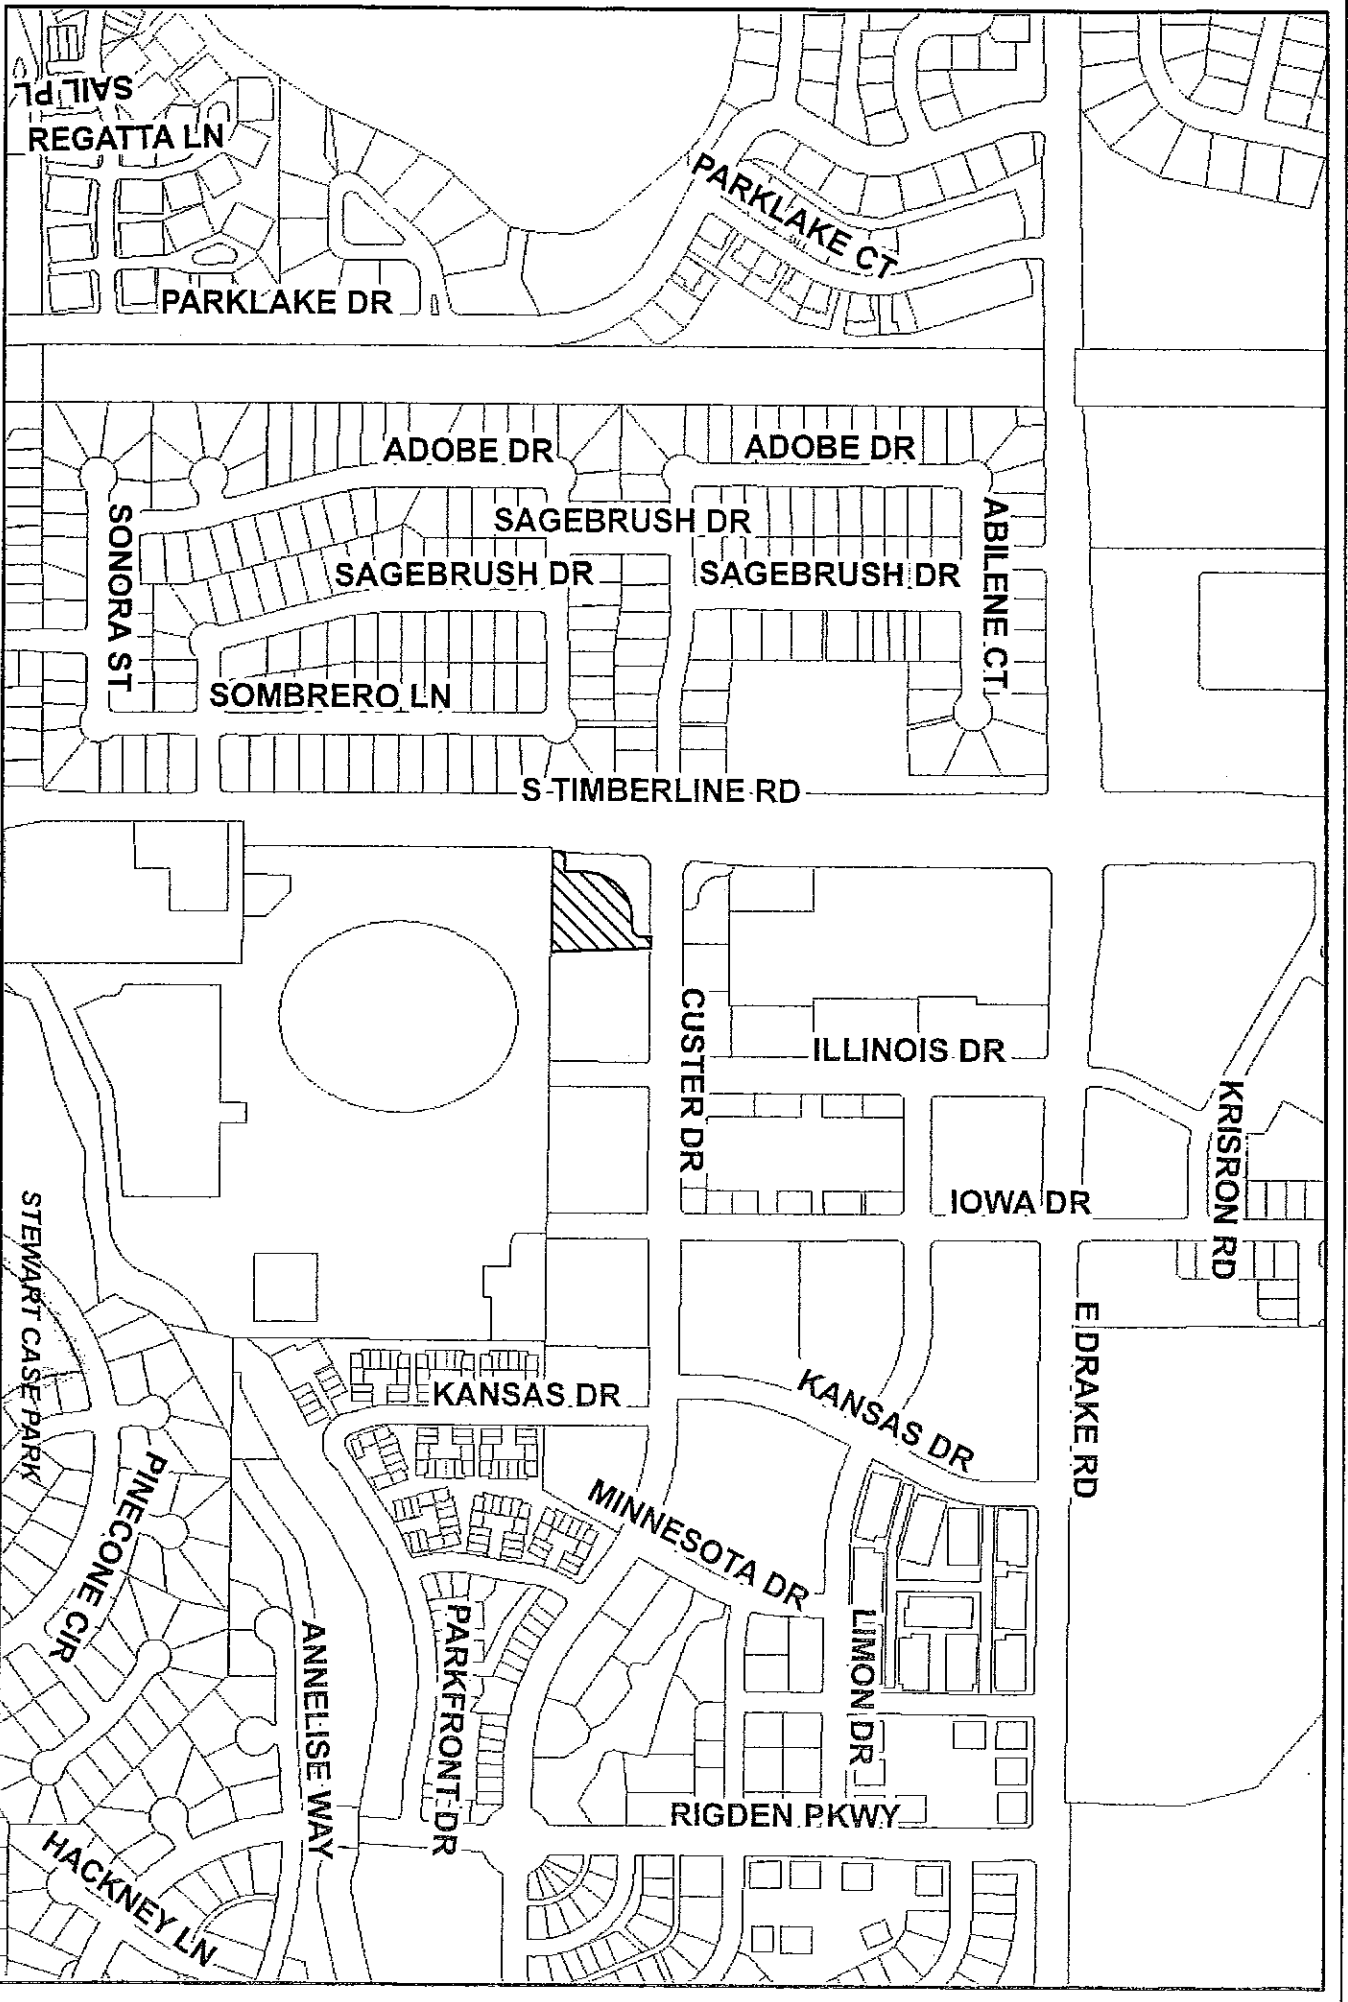 SAIL PL
REGATTA LN
PARKLAKE CT
PARKLAKE DR
ADOBE DR
ADOBE DR
SONORA ST
SAGEBRUSH DR
ABILENE CT
SAGEBRUSH DR
SAGEBRUSH DR
SOMBRERO LN
S TIMBERLINE RD
CUSTER DR
ILLINOIS DR
KRISRON RD
IOWA DR
STEWART CASE PARK
E DRAKE RD
KANSAS DR
KANSAS DR
PINECONE CIR
MINNESOTA DR
ANNELISE WAY
PARKFRONT DR
LIMON DR
RIGDEN PKWY
HACKNEY LN